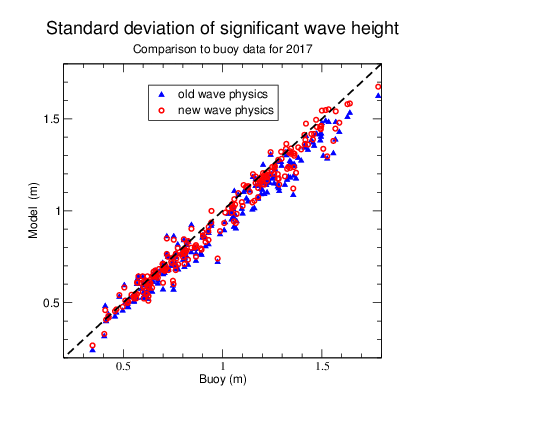 Standard deviation of significant wave height
Comparison to buoy data for 2017
old wave physics
new wave physics
1.5
1
0.5
Model (m)
0.5
1
1.5
Buoy (m)